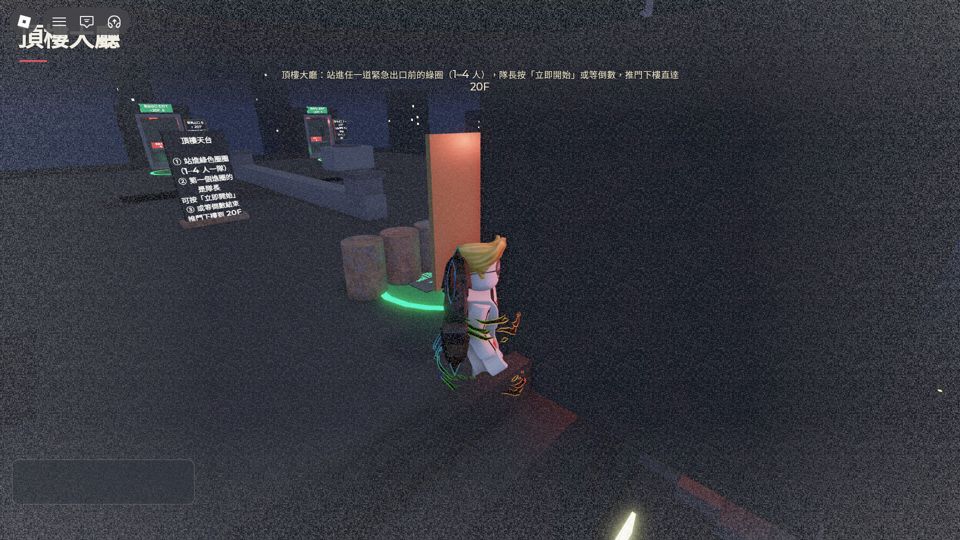 頂樓大廳
頂樓大廳：站進任一道緊急出口前的綠圈（1–4 人），隊長按「立即開始」或等倒數，推門下樓直達
20F
頂樓天台
① 站進綠色圈圈
（1–4 人一隊）
② 第一個進圈的
是隊長
可按「立即開始」
③ 或等倒數結束
推門下樓到 20F